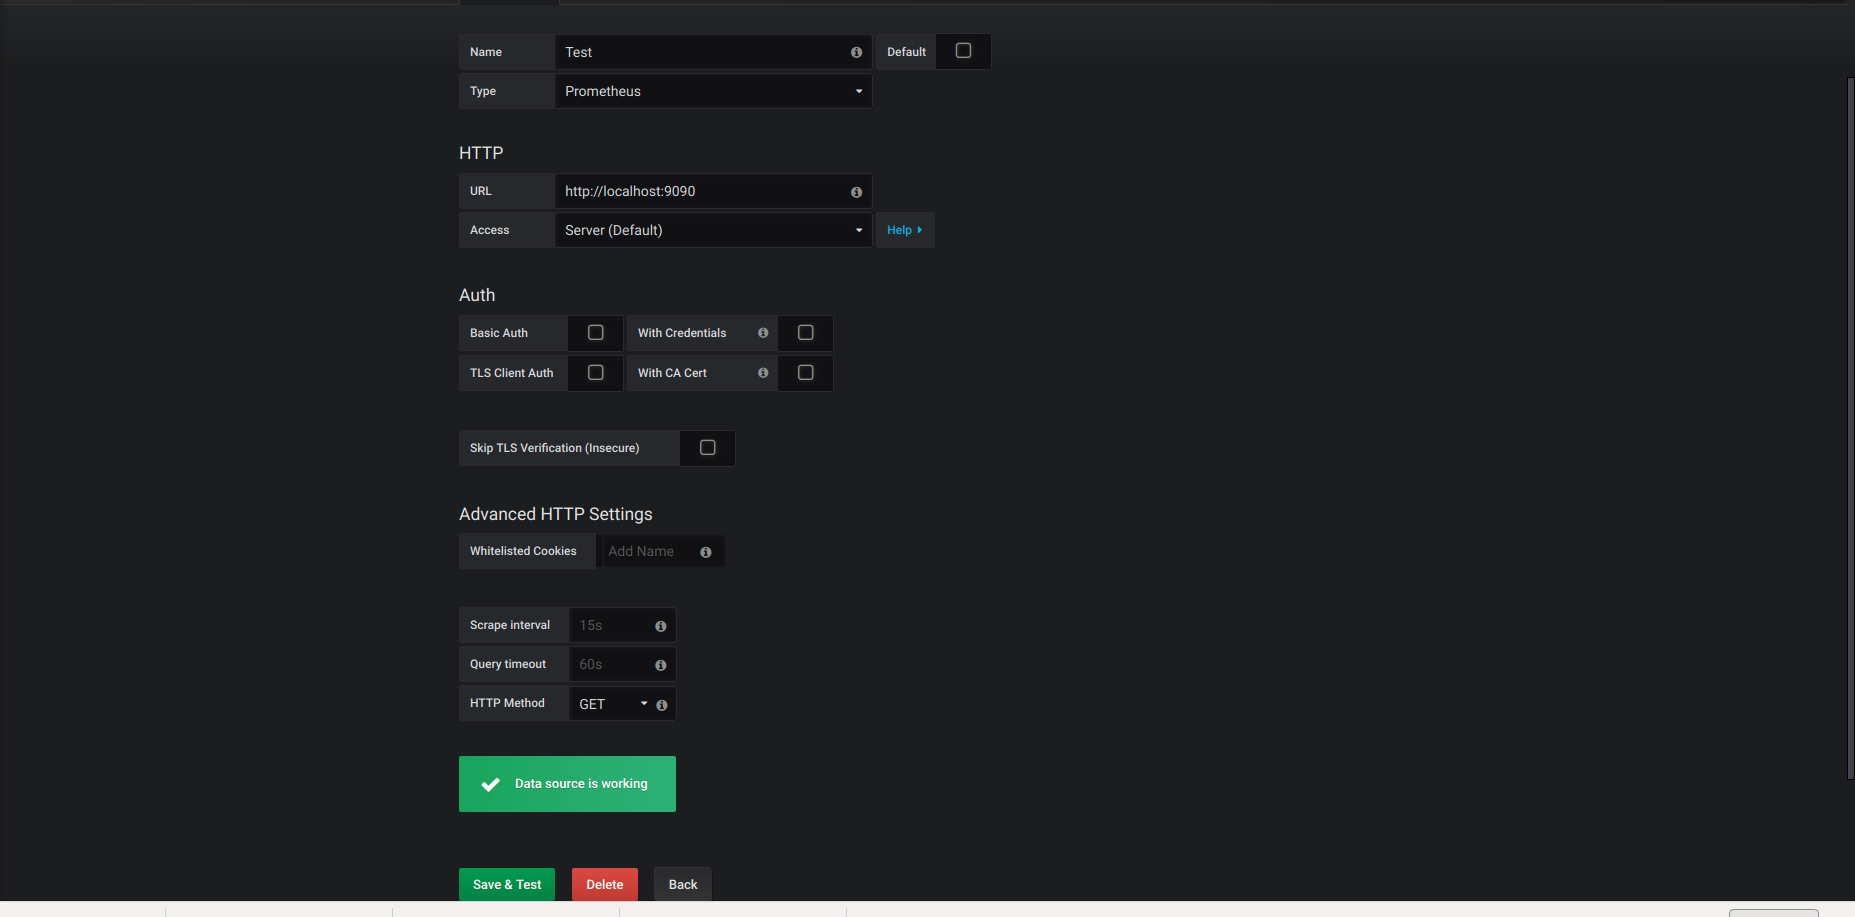 Name Test Default
Type Prometheus
HTTP
URL http://localhost:9090
Access Server (Default) Help
Auth
Basic Auth With Credentials
TLS Client Auth With CA Cert
Skip TLS Verification (Insecure)
Advanced HTTP Settings
Whitelisted Cookies Add Name
Scrape interval 15s
Query timeout 60s
HTTP Method GET
Data source is working
Save & Test Delete Back